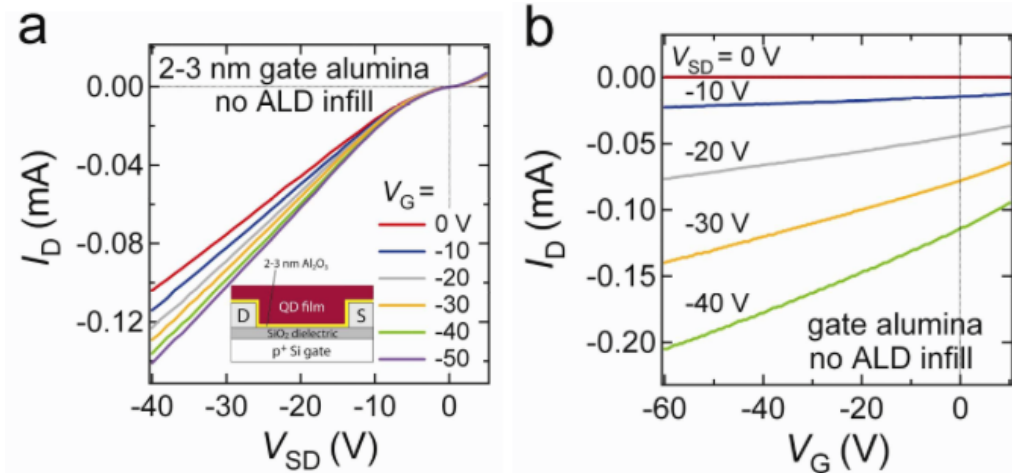 a
2-3 nm gate alumina
no ALD infill
0.00
-0.04
-0.08
-0.12
I_D (mA)
V_G =
0 V
-10
-20
-30
-40
-50
2-3 nm Al₂O₃
QD film
D
S
SiO₂ dielectric
p⁺ Si gate
-40
-30
-20
-10
0
V_SD (V)
b
V_SD = 0 V
-10 V
-20 V
-30 V
-40 V
gate alumina
no ALD infill
0.00
-0.05
-0.10
-0.15
-0.20
I_D (mA)
-60
-40
-20
0
V_G (V)